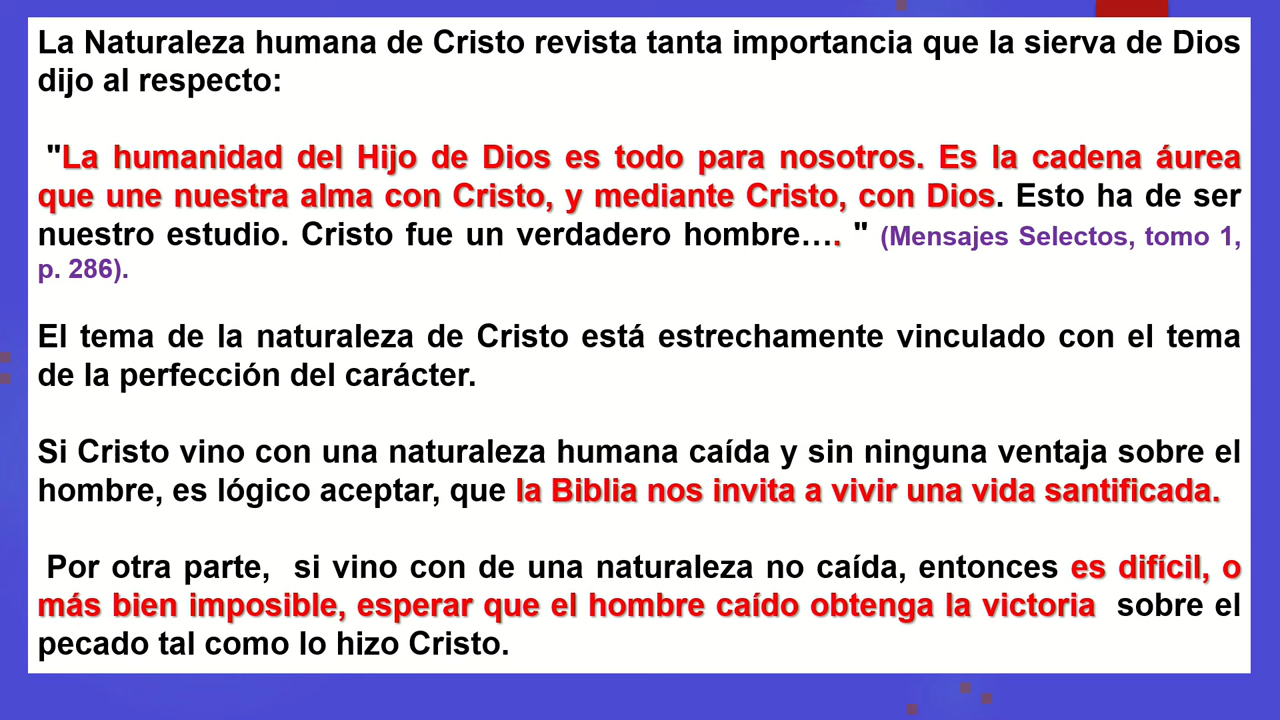 La Naturaleza humana de Cristo revista tanta importancia que la sierva de Dios
dijo al respecto:
"La humanidad del Hijo de Dios es todo para nosotros. Es la cadena áurea
que une nuestra alma con Cristo, y mediante Cristo, con Dios. Esto ha de ser
nuestro estudio. Cristo fue un verdadero hombre…. " (Mensajes Selectos, tomo 1,
p. 286).
El tema de la naturaleza de Cristo está estrechamente vinculado con el tema
de la perfección del carácter.
Si Cristo vino con una naturaleza humana caída y sin ninguna ventaja sobre el
hombre, es lógico aceptar, que la Biblia nos invita a vivir una vida santificada.
Por otra parte, si vino con de una naturaleza no caída, entonces es difícil, o
más bien imposible, esperar que el hombre caído obtenga la victoria sobre el
pecado tal como lo hizo Cristo.